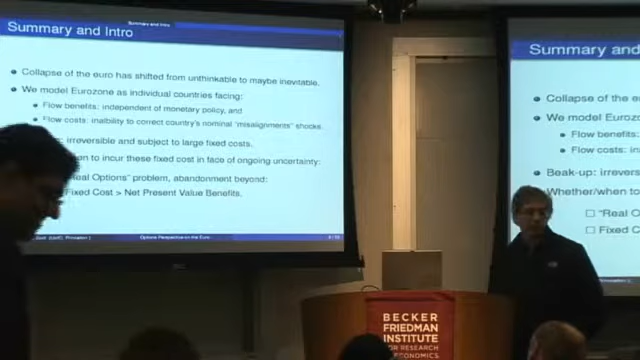 Summary and Intro
Summary and Intro
Collapse of the euro has shifted from unthinkable to maybe inevitable.
We model Eurozone as individual countries facing:
Flow benefits: independent of monetary policy, and
Flow costs: inability to correct country's nominal "misalignments" shocks.
irreversible and subject to large fixed costs.
to incur these fixed cost in face of ongoing uncertainty:
Options" problem, abandonment beyond:
Fixed Cost > Net Present Value Benefits.
Options Perspective on the Euro
Summary and
Collapse of the e
We model Eurozo
Flow benefits:
Flow costs: in
Beak-up: irrevers
Whether/when to
"Real O
Fixed C
BECKER
FRIEDMAN
INSTITUTE
FOR RESEARCH
ECONOMICS